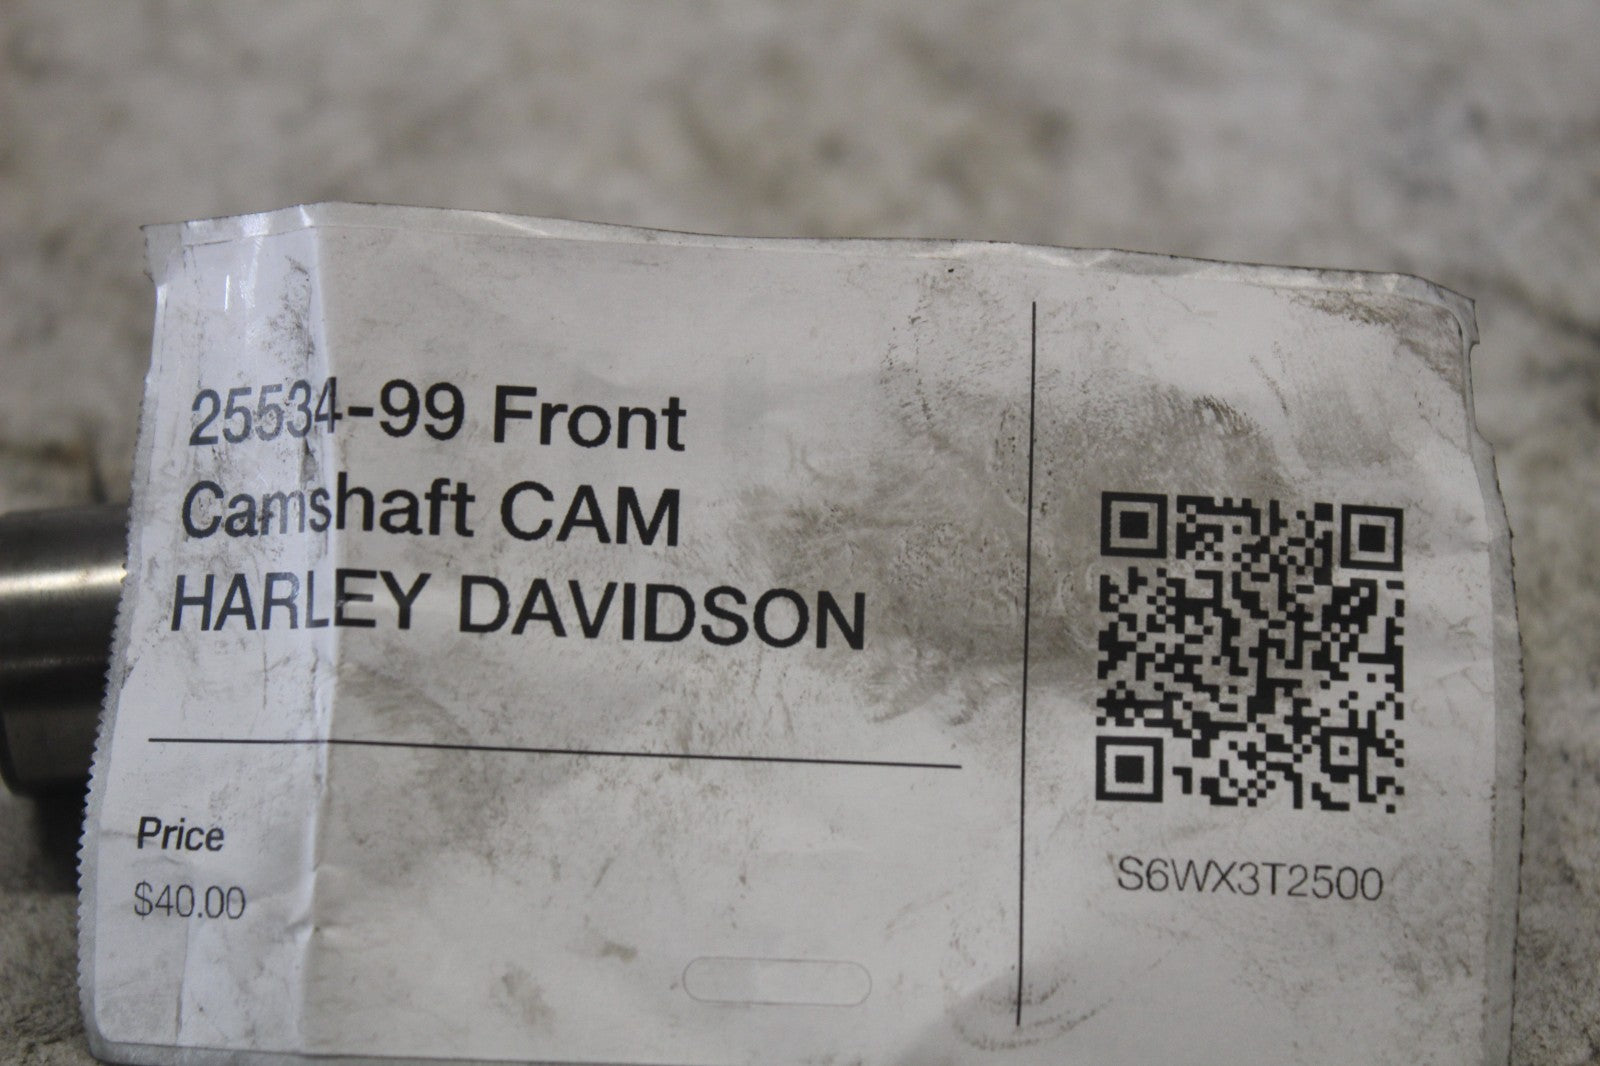 25534-99 Front
Camshaft CAM
HARLEY DAVIDSON
Price
$40.00
S6WX3T2500